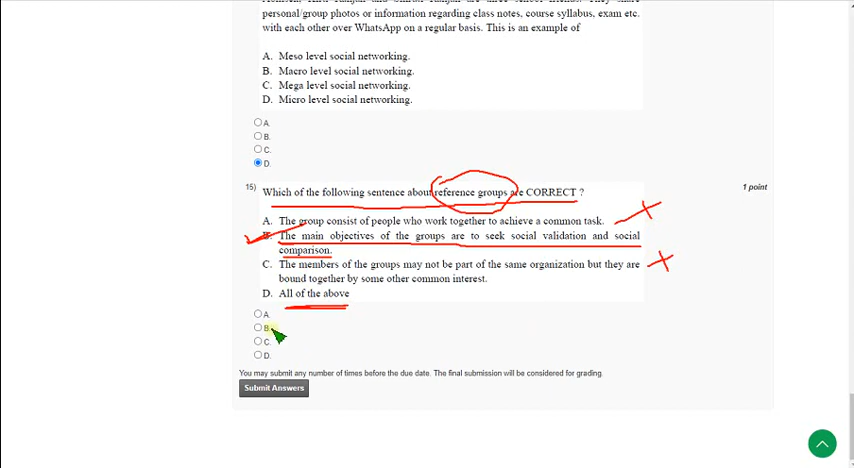 personal/group photos or information regarding class notes, course syllabus, exam etc.
with each other over WhatsApp on a regular basis. This is an example of
A. Meso level social networking.
B. Macro level social networking.
C. Mega level social networking.
D. Micro level social networking.
A.
B.
C.
D.
15) Which of the following sentence about reference groups are CORRECT ? 1 point
A. The group consist of people who work together to achieve a common task.
B. The main objectives of the groups are to seek social validation and social
comparison.
C. The members of the groups may not be part of the same organization but they are
bound together by some other common interest.
D. All of the above
A.
B.
C.
D.
You may submit any number of times before the due date. The final submission will be considered for grading.
Submit Answers